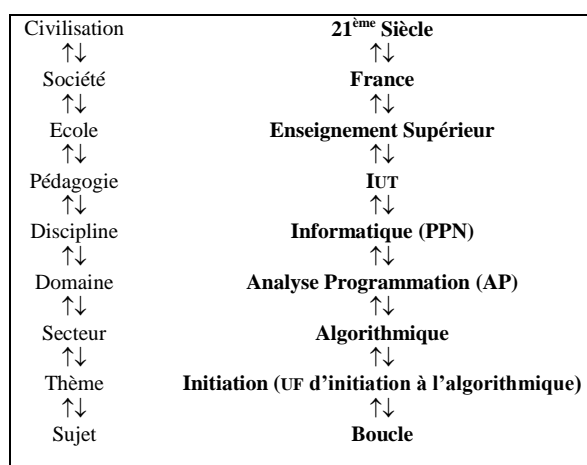 Civilisation 21ème Siècle
↑↓ ↑↓
Société France
↑↓ ↑↓
Ecole Enseignement Supérieur
↑↓ ↑↓
Pédagogie IUT
↑↓ ↑↓
Discipline Informatique (PPN)
↑↓ ↑↓
Domaine Analyse Programmation (AP)
↑↓ ↑↓
Secteur Algorithmique
↑↓ ↑↓
Thème Initiation (UF d'initiation à l'algorithmique)
↑↓ ↑↓
Sujet Boucle